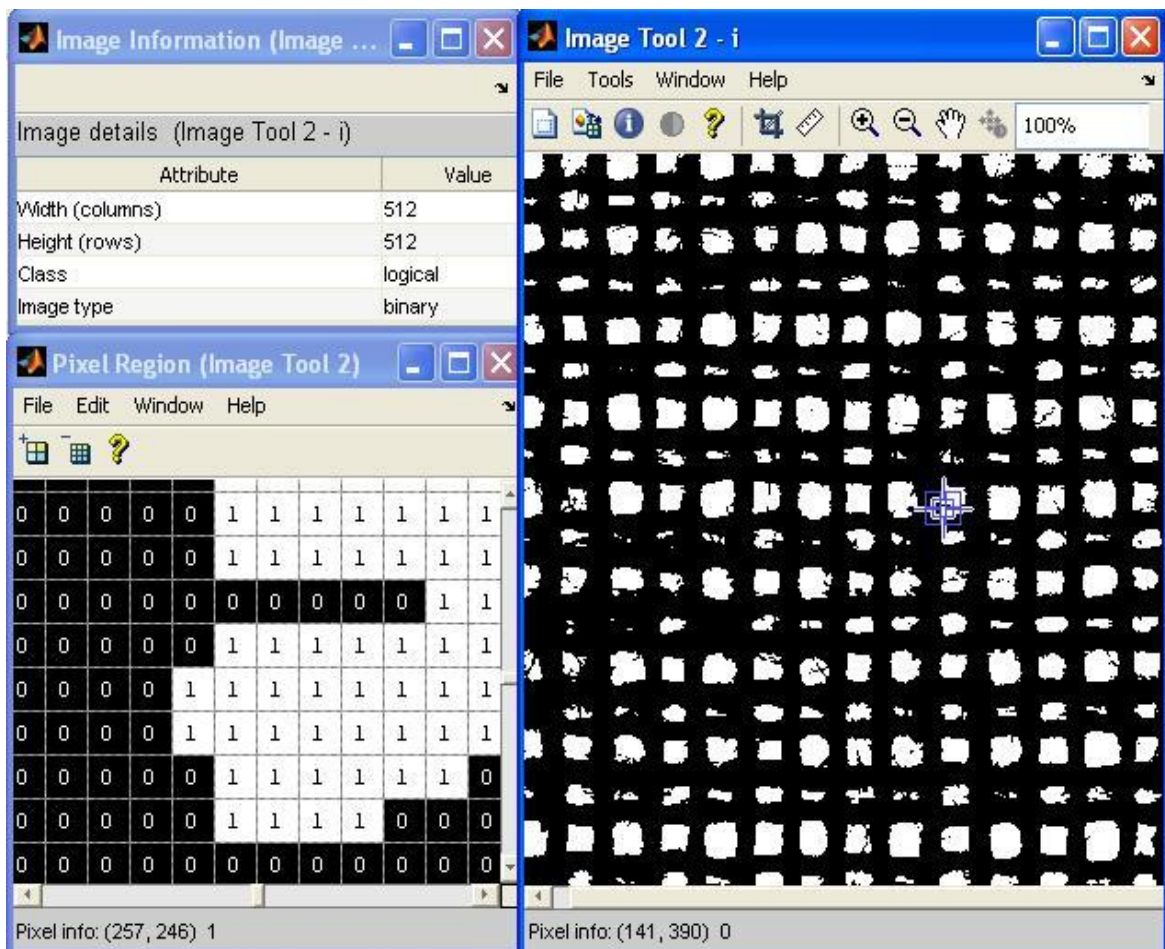 Image Information (Image ...
Image details (Image Tool 2 - i)
Attribute Value
Width (columns) 512
Height (rows) 512
Class logical
Image type binary
Pixel Region (Image Tool 2)
File Edit Window Help
0 0 0 0 0 1 1 1 1 1 1 1
0 0 0 0 0 1 1 1 1 1 1 1
0 0 0 0 0 0 0 0 0 0 1 1
0 0 0 0 0 1 1 1 1 1 1 1
0 0 0 0 1 1 1 1 1 1 1 1
0 0 0 0 1 1 1 1 1 1 1 1
0 0 0 0 0 1 1 1 1 1 1 0
0 0 0 0 0 1 1 1 1 0 0 0
0 0 0 0 0 0 0 0 0 0 0 0
Pixel info: (257, 246) 1
Image Tool 2 - i
File Tools Window Help
100%
Pixel info: (141, 390) 0